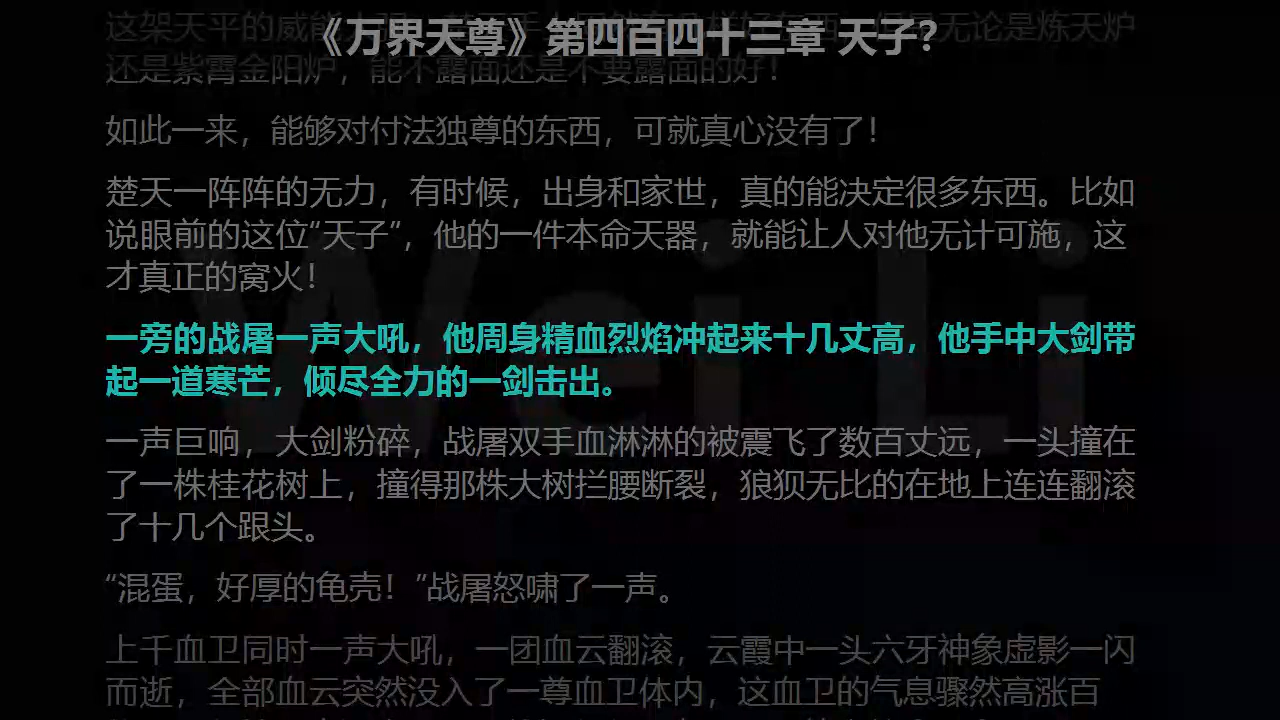 《万界天尊》第四百四十三章 天子？
这架天平的威能
无论是炼天炉
还是紫霄金阳炉，能不露面还是不要露面的好！
如此一来，能够对付法独尊的东西，可就真心没有了！
楚天一阵阵的无力，有时候，出身和家世，真的能决定很多东西。比如
说眼前的这位“天子”，他的一件本命天器，就能让人对他无计可施，这
才真正的窝火！
一旁的战屠一声大吼，他周身精血烈焰冲起来十几丈高，他手中大剑带
起一道寒芒，倾尽全力的一剑击出。
一声巨响，大剑粉碎，战屠双手血淋淋的被震飞了数百丈远，一头撞在
了一株桂花树上，撞得那株大树拦腰断裂，狼狈无比的在地上连连翻滚
了十几个跟头。
“混蛋，好厚的龟壳！”战屠怒啸了一声。
上千血卫同时一声大吼，一团血云翻滚，云霞中一头六牙神象虚影一闪
而逝，全部血云突然没入了一尊血卫体内，这血卫的气息骤然高涨百
Wei Li